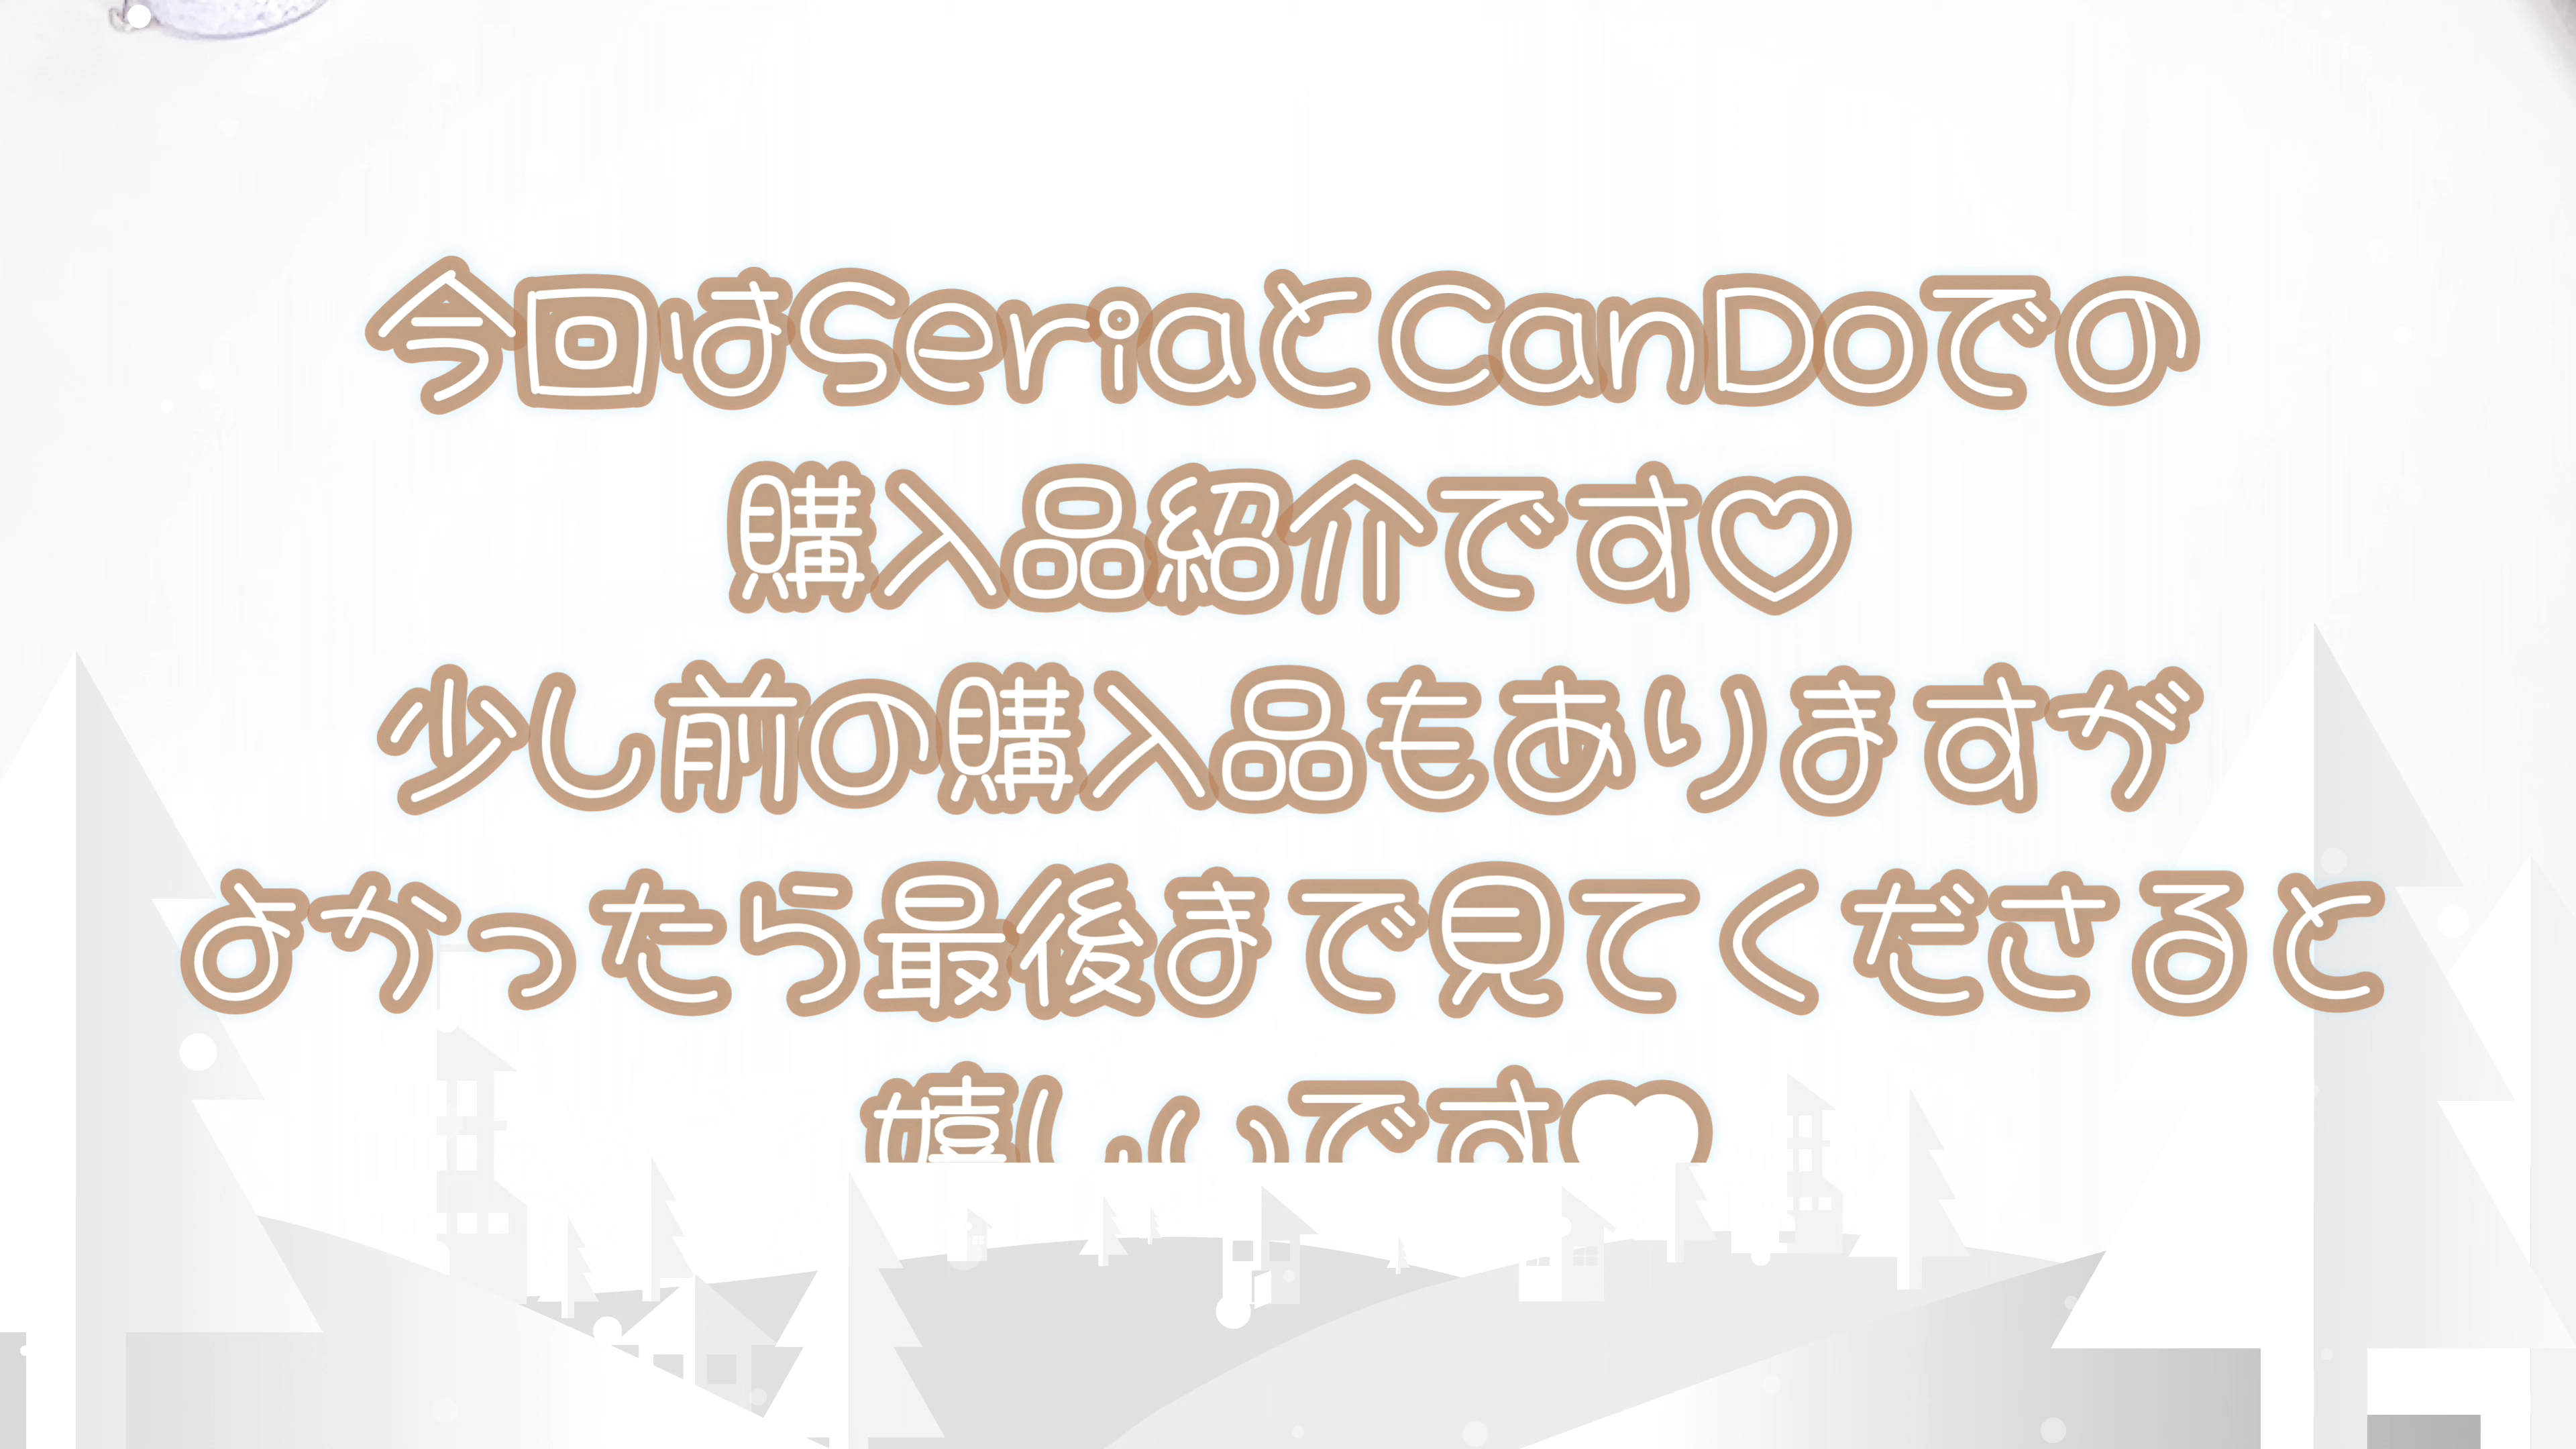 今回はSeriaとCanDoでの
購入品紹介です♡
少し前の購入品もありますが
よかったら最後まで見てくださると
嬉しいです♥